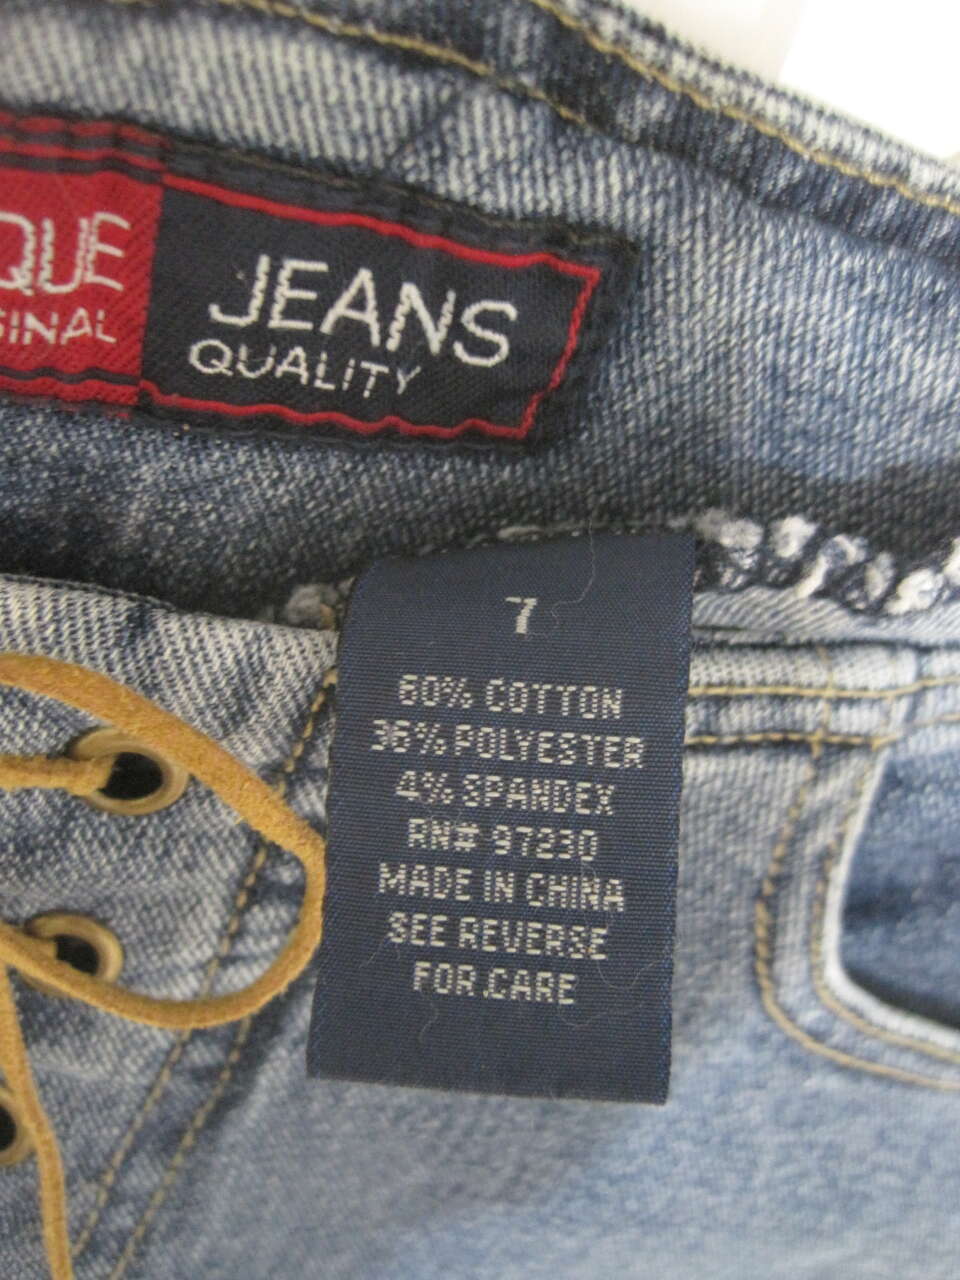 QUE
JEANS
GINAL
QUALITY
7
60% COTTON
36% POLYESTER
4% SPANDEX
RN# 97230
MADE IN CHINA
SEE REVERSE
FOR CARE